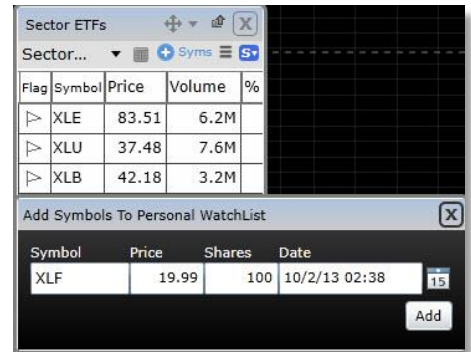 Sector ETFs X
Sector... Syms S
Flag Symbol Price Volume %
XLE 83.51 6.2M
XLU 37.48 7.6M
XLB 42.18 3.2M
Add Symbols To Personal WatchList X
Symbol Price Shares Date
XLF 19.99 100 10/2/13 02:38 15
Add